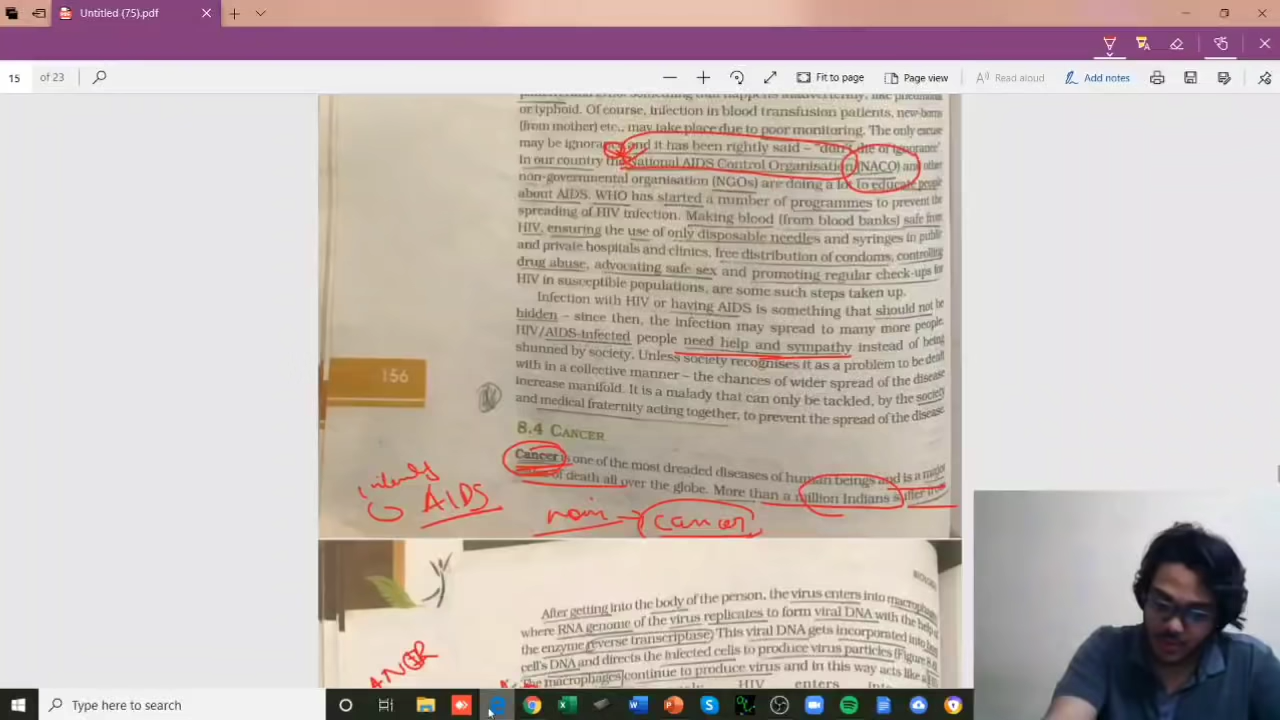 Untitled (75).pdf
15 of 23
Fit to page
Page view
Read aloud
Add notes
or typhoid. Of course, infection in blood transfusion patients, new-borns
(from mother) etc., may take place due to poor monitoring. The only excuse
may be ignorance and it has been rightly said – "don't die of ignorance".
In our country the National AIDS Control Organisation (NACO) and other
non-governmental organisation (NGOs) are doing a lot to educate people
about AIDS. WHO has started a number of programmes to prevent the
spreading of HIV infection. Making blood (from blood banks) safe from
HIV, ensuring the use of only disposable needles and syringes in public
and private hospitals and clinics, free distribution of condoms, controlling
drug abuse, advocating safe sex and promoting regular check-ups for
HIV in susceptible populations, are some such steps taken up.
Infection with HIV or having AIDS is something that should not be
hidden – since then, the infection may spread to many more people.
HIV/AIDS-infected people need help and sympathy instead of being
shunned by society. Unless society recognises it as a problem to be dealt
with in a collective manner – the chances of wider spread of the disease
increase manifold. It is a malady that can only be tackled, by the society
and medical fraternity acting together, to prevent the spread of the disease.
156
8.4 CANCER
Cancer is one of the most dreaded diseases of human beings and is a major
of death all over the globe. More than a million Indians suffer from
AIDS
main → cancer
After getting into the body of the person, the virus enters into
where RNA genome of the virus replicates to form viral DNA with the help of
the enzyme reverse transcriptase. This viral DNA gets incorporated into
cell's DNA and directs the infected cells to produce virus particles (Figure
The macrophages continue to produce virus and in this way acts like a
HIV enters
Type here to search